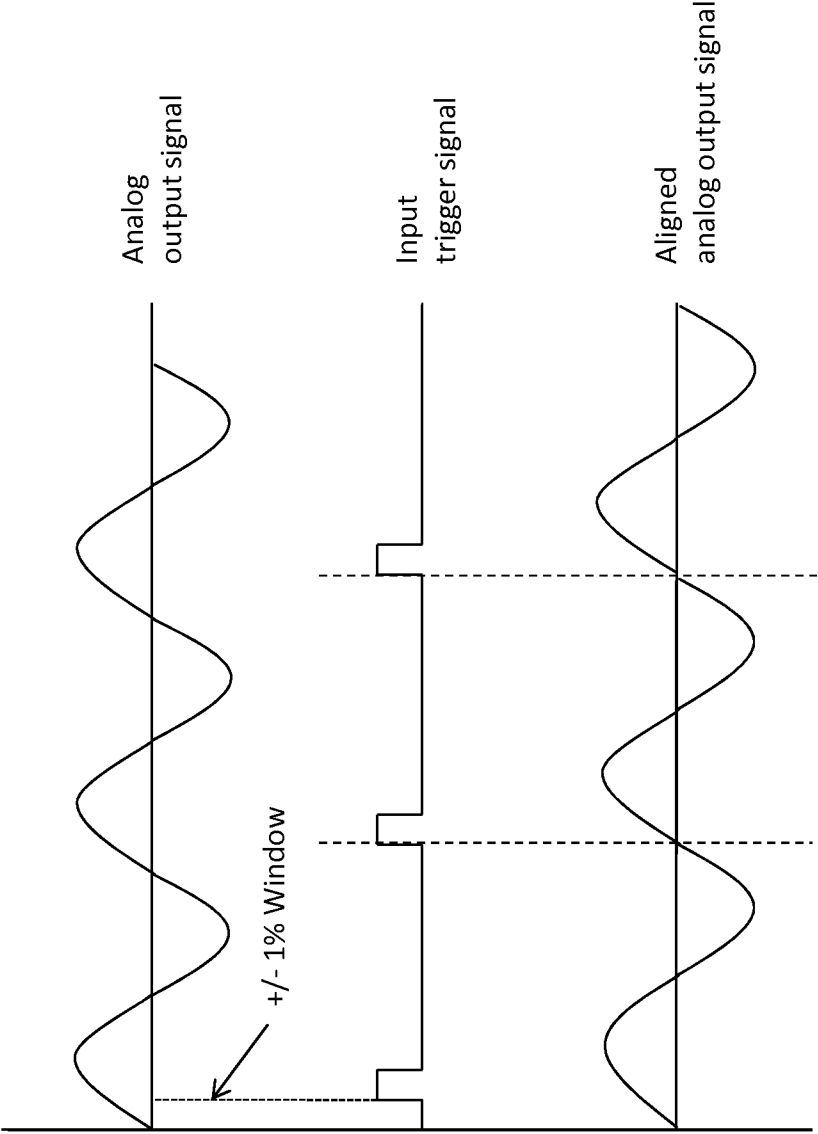 Analog
output signal
+/- 1% Window
Input
trigger signal
Aligned
analog output signal